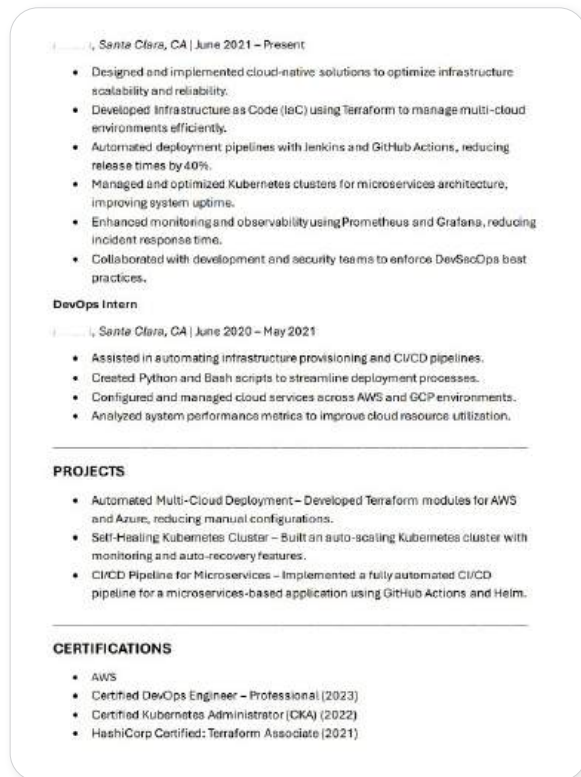 , Santa Clara, CA | June 2021 – Present
• Designed and implemented cloud-native solutions to optimize infrastructure
scalability and reliability.
• Developed Infrastructure as Code (IaC) using Terraform to manage multi-cloud
environments efficiently.
• Automated deployment pipelines with Jenkins and GitHub Actions, reducing
release times by 40%.
• Managed and optimized Kubernetes clusters for microservices architecture,
improving system uptime.
• Enhanced monitoring and observability using Prometheus and Grafana, reducing
incident response time.
• Collaborated with development and security teams to enforce DevSecOps best
practices.
DevOps Intern
, Santa Clara, CA | June 2020 – May 2021
• Assisted in automating infrastructure provisioning and CI/CD pipelines.
• Created Python and Bash scripts to streamline deployment processes.
• Configured and managed cloud services across AWS and GCP environments.
• Analyzed system performance metrics to improve cloud resource utilization.
PROJECTS
• Automated Multi-Cloud Deployment – Developed Terraform modules for AWS
and Azure, reducing manual configurations.
• Self-Healing Kubernetes Cluster – Built an auto-scaling Kubernetes cluster with
monitoring and auto-recovery features.
• CI/CD Pipeline for Microservices – Implemented a fully automated CI/CD
pipeline for a microservices-based application using GitHub Actions and Helm.
CERTIFICATIONS
• AWS
• Certified DevOps Engineer – Professional (2023)
• Certified Kubernetes Administrator (CKA) (2022)
• HashiCorp Certified: Terraform Associate (2021)